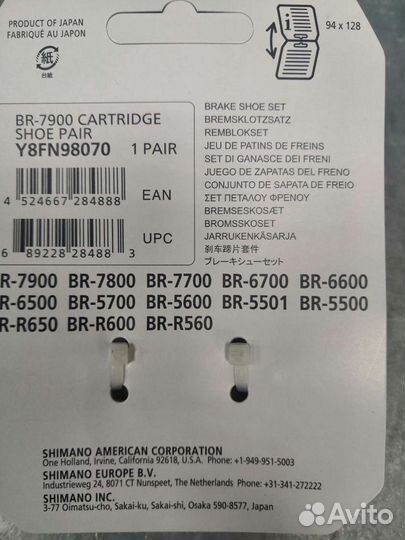 PRODUCT OF JAPAN
FABRIQUÉ AU JAPON
94 x 128
紙
台紙
BR-7900 CARTRIDGE
SHOE PAIR
Y8FN98070 1 PAIR
4 524667 284888 EAN
6 89228 28488 3 UPC
BRAKE SHOE SET
BREMSKLOTZSATZ
REMBLOKSET
JEU DE PATINS DE FREINS
SET DI GANASCE DEI FRENI
JUEGO DE ZAPATAS DEL FRENO
CONJUNTO DE SAPATA DE FREIO
ΣΕΤ ΠΕΤΑΛΟΥ ΦΡΕΝΟΥ
BREMSESKOSÆT
BROMSSKOSET
JARRUKENKÄSARJA
刹车蹄片套件
ブレーキシューセット
R-7900 BR-7800 BR-7700 BR-6700 BR-6600
R-6500 BR-5700 BR-5600 BR-5501 BR-5500
R-R650 BR-R600 BR-R560
SHIMANO AMERICAN CORPORATION
One Holland, Irvine, California 92618, U.S.A. Phone: +1-949-951-5003
SHIMANO EUROPE B.V.
Industrieweg 24, 8071 CT Nunspeet, The Netherlands Phone: +31-341-272222
SHIMANO INC.
3-77 Oimatsu-cho, Sakai-ku, Sakai-shi, Osaka 590-8577, Japan
Avito